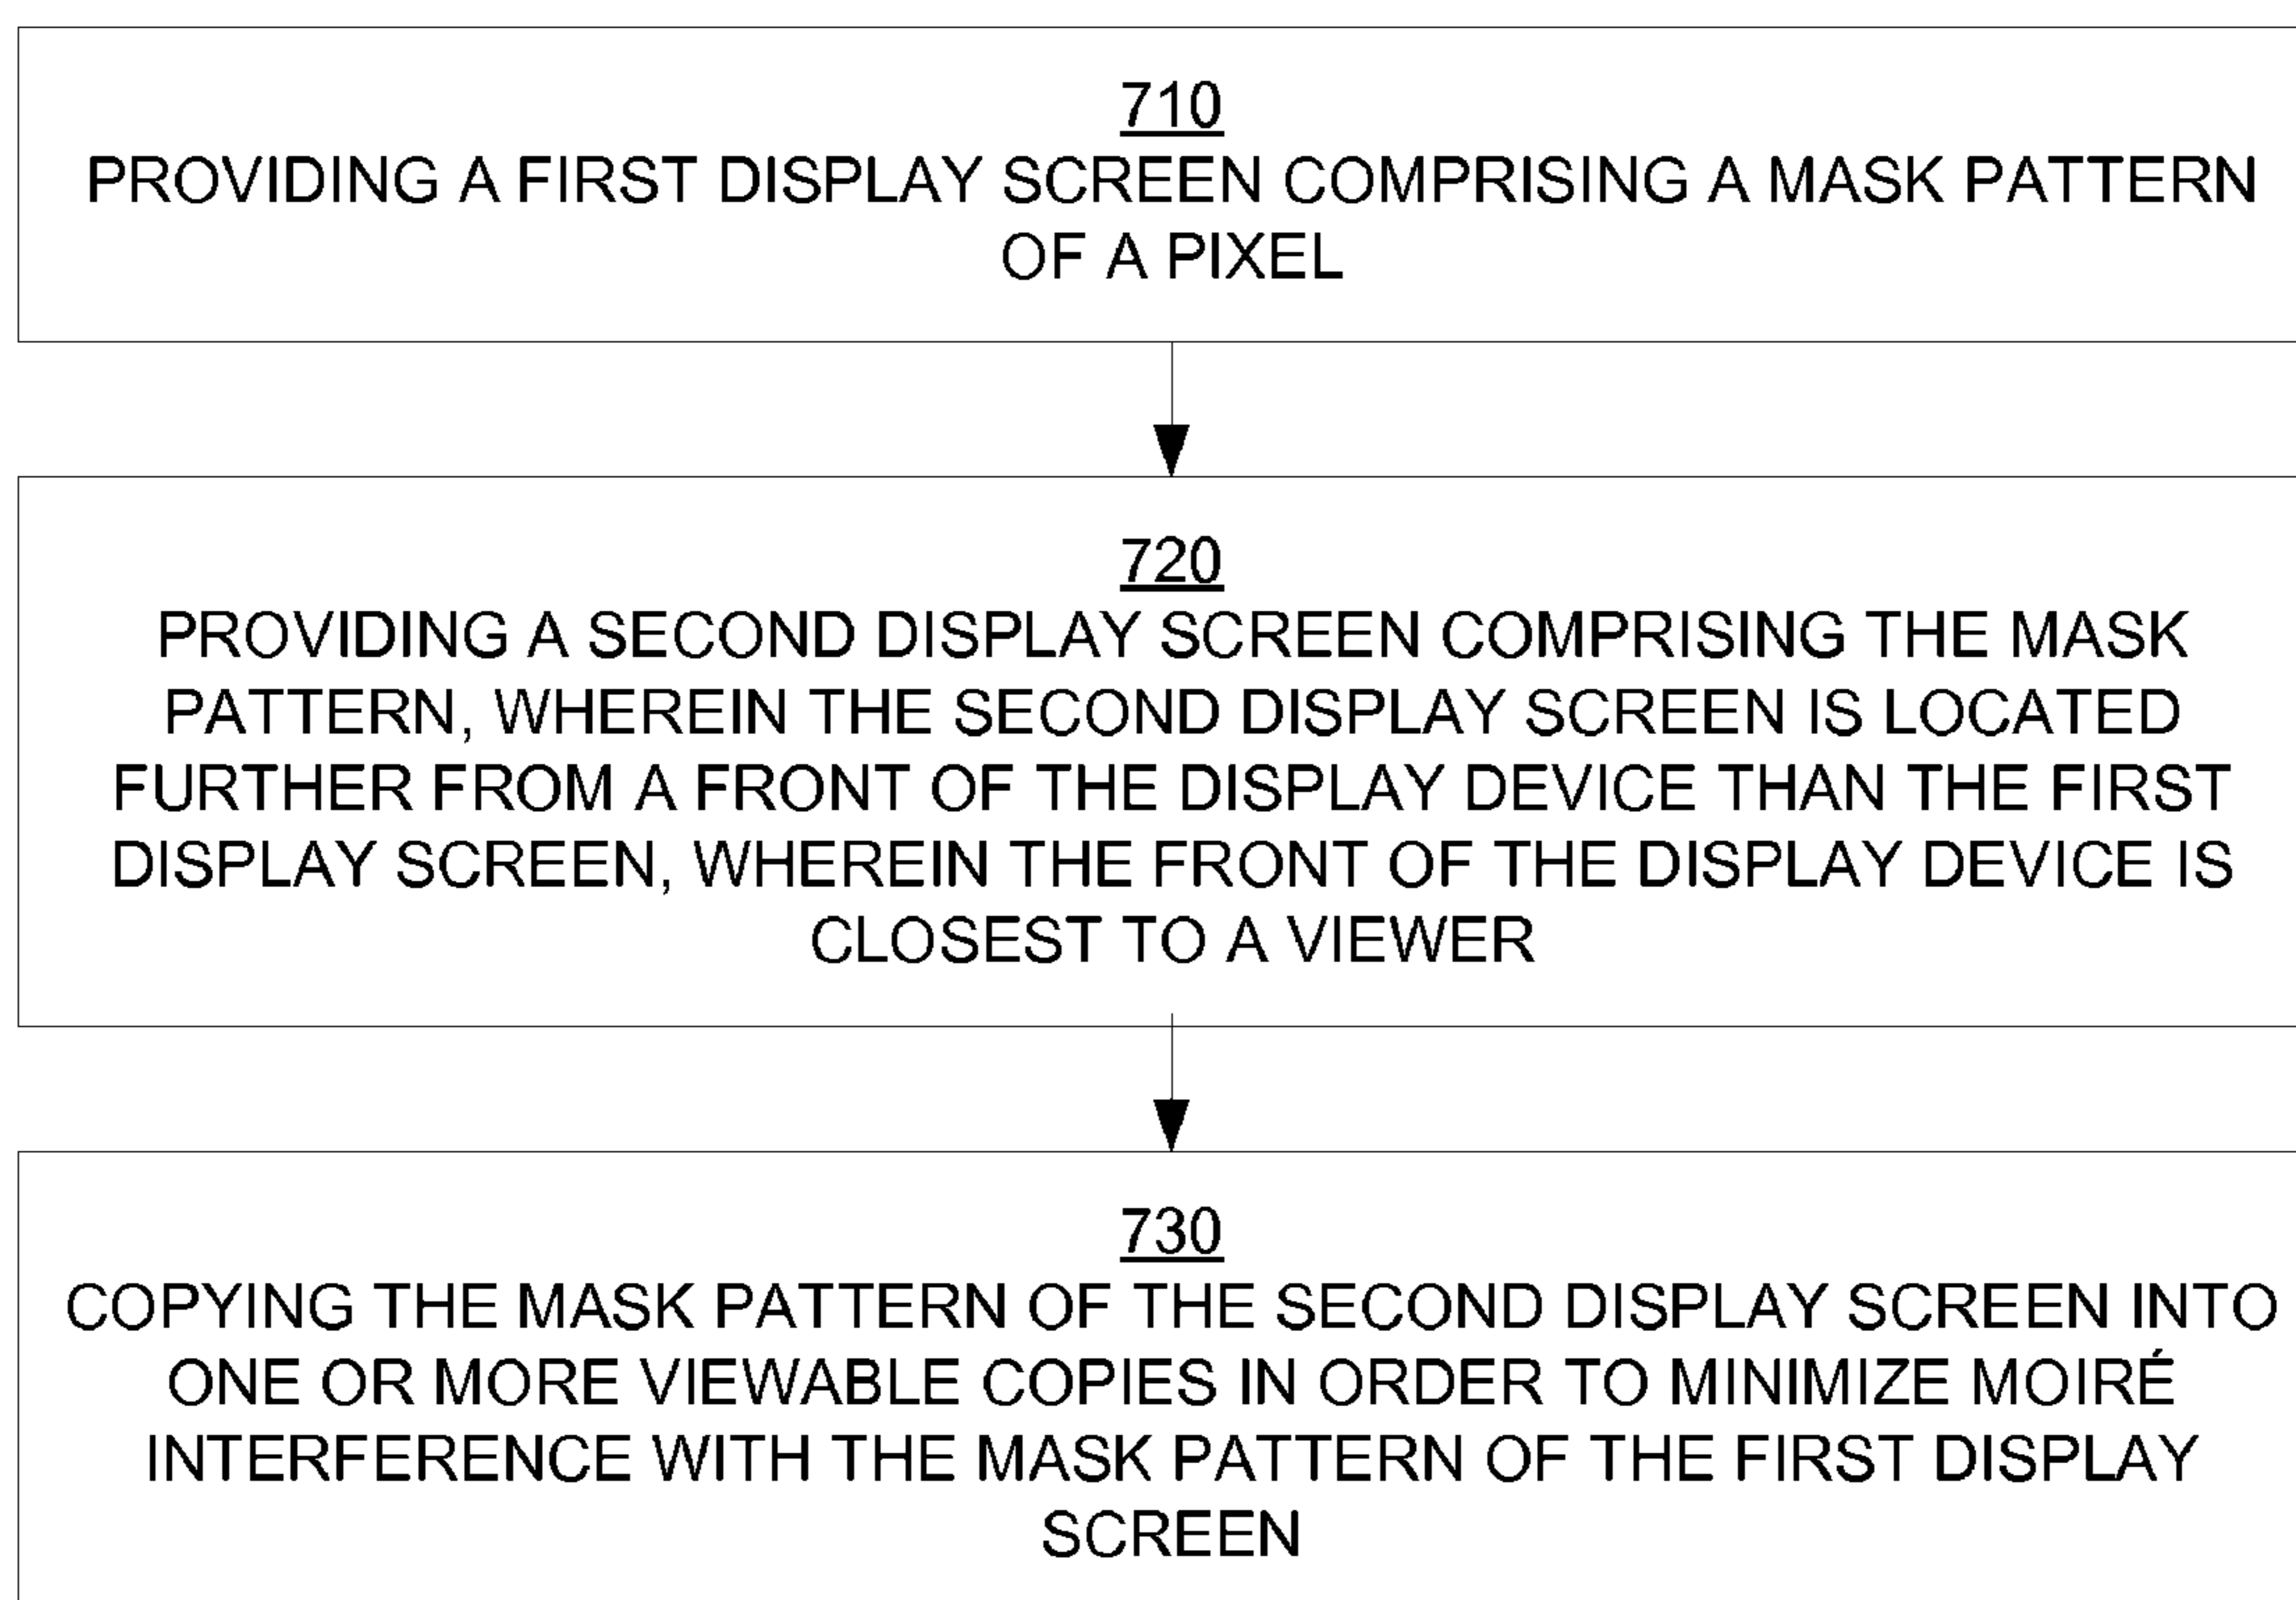 710
PROVIDING A FIRST DISPLAY SCREEN COMPRISING A MASK PATTERN
OF A PIXEL
720
PROVIDING A SECOND DISPLAY SCREEN COMPRISING THE MASK
PATTERN, WHEREIN THE SECOND DISPLAY SCREEN IS LOCATED
FURTHER FROM A FRONT OF THE DISPLAY DEVICE THAN THE FIRST
DISPLAY SCREEN, WHEREIN THE FRONT OF THE DISPLAY DEVICE IS
CLOSEST TO A VIEWER
730
COPYING THE MASK PATTERN OF THE SECOND DISPLAY SCREEN INTO
ONE OR MORE VIEWABLE COPIES IN ORDER TO MINIMIZE MOIRÉ
INTERFERENCE WITH THE MASK PATTERN OF THE FIRST DISPLAY
SCREEN